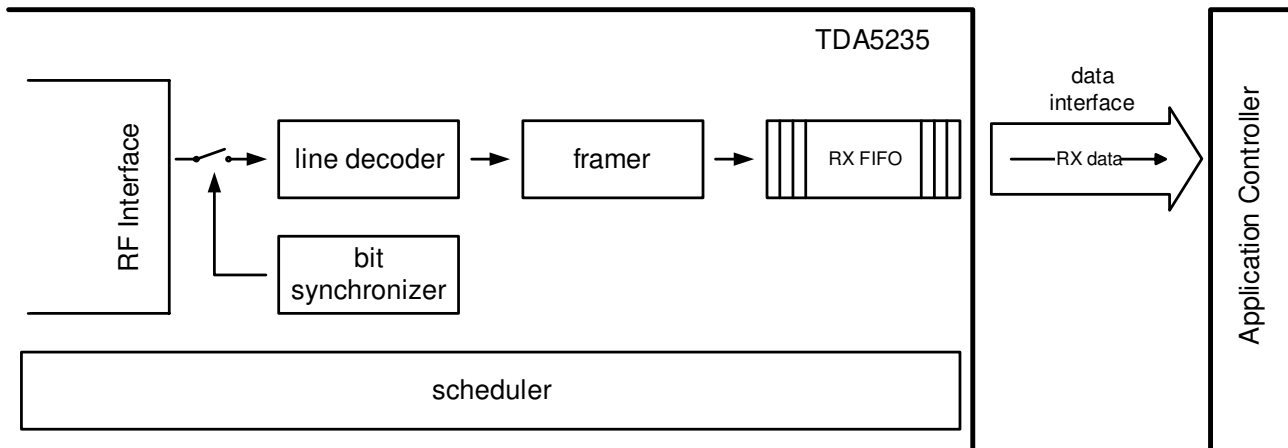 TDA5235
data
interface
RF Interface
line decoder
framer
RX FIFO
RX data
bit
synchronizer
Application Controller
scheduler